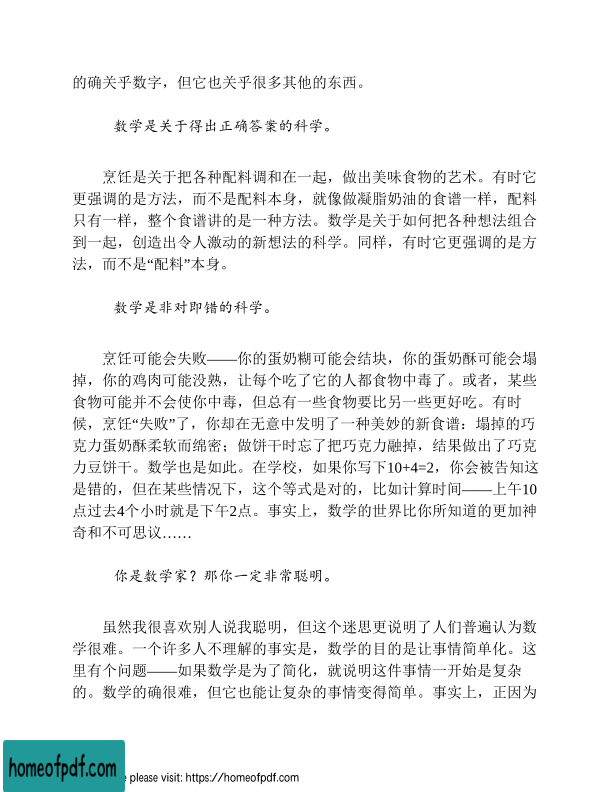 的确关乎数字，但它也关乎很多其他的东西。
数学是关于得出正确答案的科学。
烹饪是关于把各种配料调和在一起，做出美味食物的艺术。有时它
更强调的是方法，而不是配料本身，就像做凝脂奶油的食谱一样，配料
只有一样，整个食谱讲的是一种方法。数学是关于如何把各种想法组合
到一起，创造出令人激动的新想法的科学。同样，有时它更强调的是方
法，而不是“配料”本身。
数学是非对即错的科学。
烹饪可能会失败——你的蛋奶糊可能会结块，你的蛋奶酥可能会塌
掉，你的鸡肉可能没熟，让每个吃了它的人都食物中毒了。或者，某些
食物可能并不会使你中毒，但总有一些食物要比另一些更好吃。有时
候，烹饪“失败”了，你却在无意中发明了一种美妙的新食谱：塌掉的巧
克力蛋奶酥柔软而绵密；做饼干时忘了把巧克力融掉，结果做出了巧克
力豆饼干。数学也是如此。在学校，如果你写下10+4=2，你会被告知这
是错的，但在某些情况下，这个等式是对的，比如计算时间——上午10
点过去4个小时就是下午2点。事实上，数学的世界比你所知道的更加神
奇和不可思议……
你是数学家？那你一定非常聪明。
虽然我很喜欢别人说我聪明，但这个迷思更说明了人们普遍认为数
学很难。一个许多人不理解的事实是，数学的目的是让事情简单化。这
里有个问题——如果数学是为了简化，就说明这件事情一开始是复杂
的。数学的确很难，但它也能让复杂的事情变得简单。事实上，正因为
homeofpdf.com
e please visit: https://homeofpdf.com